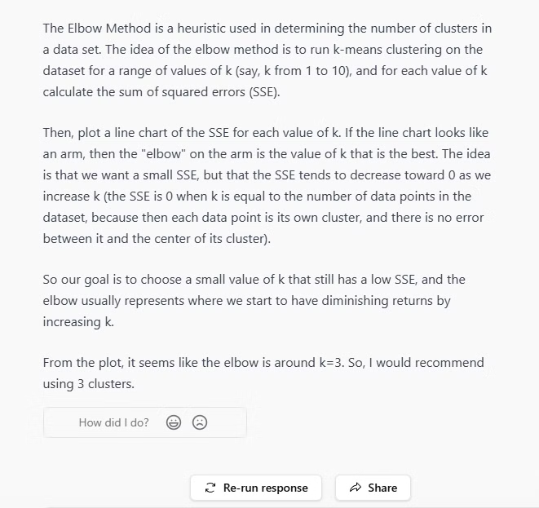 The Elbow Method is a heuristic used in determining the number of clusters in
a data set. The idea of the elbow method is to run k-means clustering on the
dataset for a range of values of k (say, k from 1 to 10), and for each value of k
calculate the sum of squared errors (SSE).
Then, plot a line chart of the SSE for each value of k. If the line chart looks like
an arm, then the "elbow" on the arm is the value of k that is the best. The idea
is that we want a small SSE, but that the SSE tends to decrease toward 0 as we
increase k (the SSE is 0 when k is equal to the number of data points in the
dataset, because then each data point is its own cluster, and there is no error
between it and the center of its cluster).
So our goal is to choose a small value of k that still has a low SSE, and the
elbow usually represents where we start to have diminishing returns by
increasing k.
From the plot, it seems like the elbow is around k=3. So, I would recommend
using 3 clusters.
How did I do?
Re-run response
Share